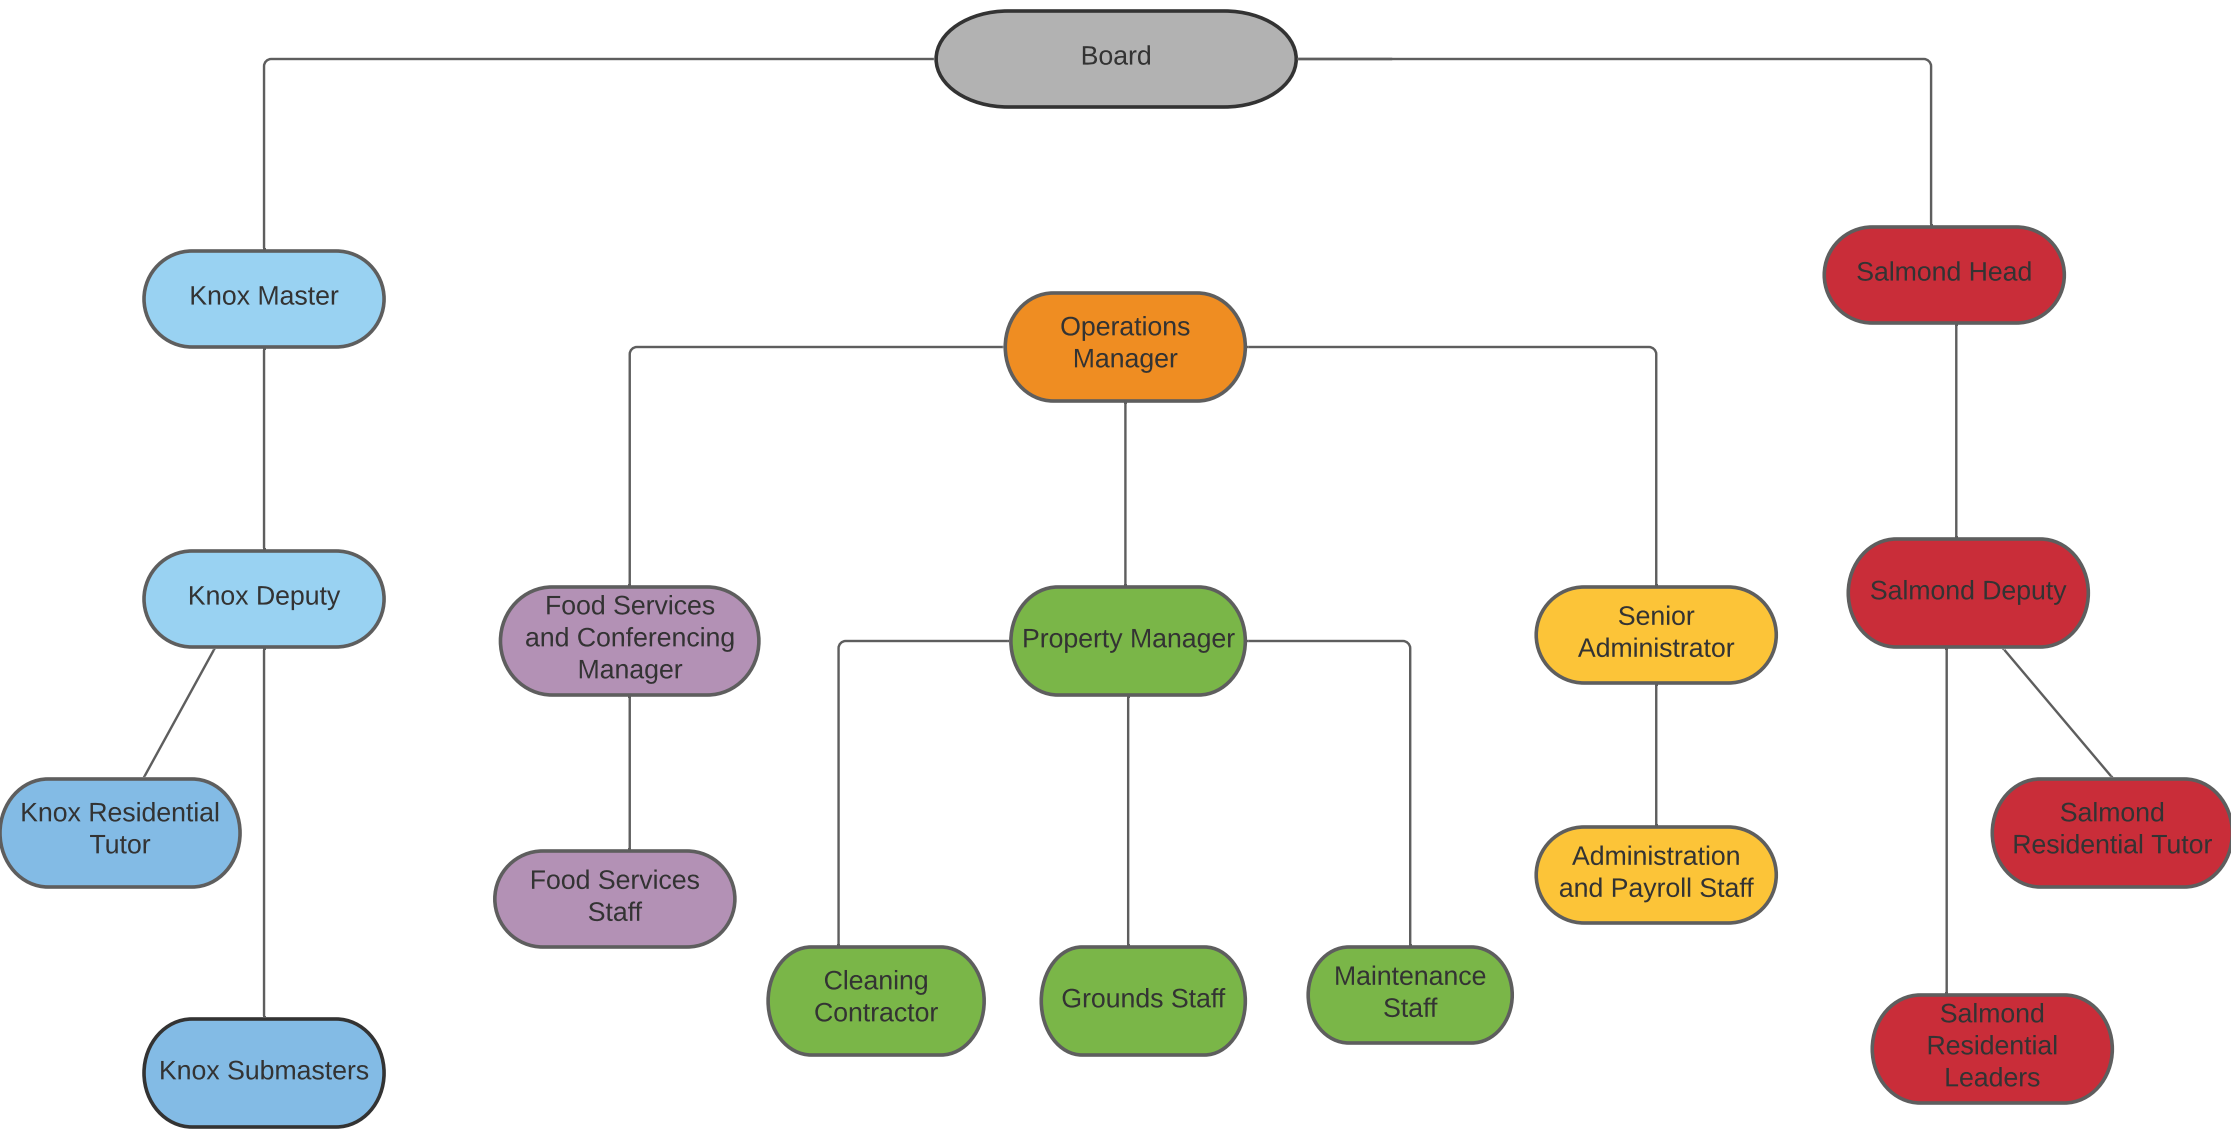 Board
Knox Master
Salmond Head
Operations
Manager
Knox Deputy
Food Services
and Conferencing
Manager
Property Manager
Senior
Administrator
Salmond Deputy
Knox Residential
Tutor
Food Services
Staff
Administration
and Payroll Staff
Salmond
Residential Tutor
Cleaning
Contractor
Grounds Staff
Maintenance
Staff
Knox Submasters
Salmond
Residential
Leaders